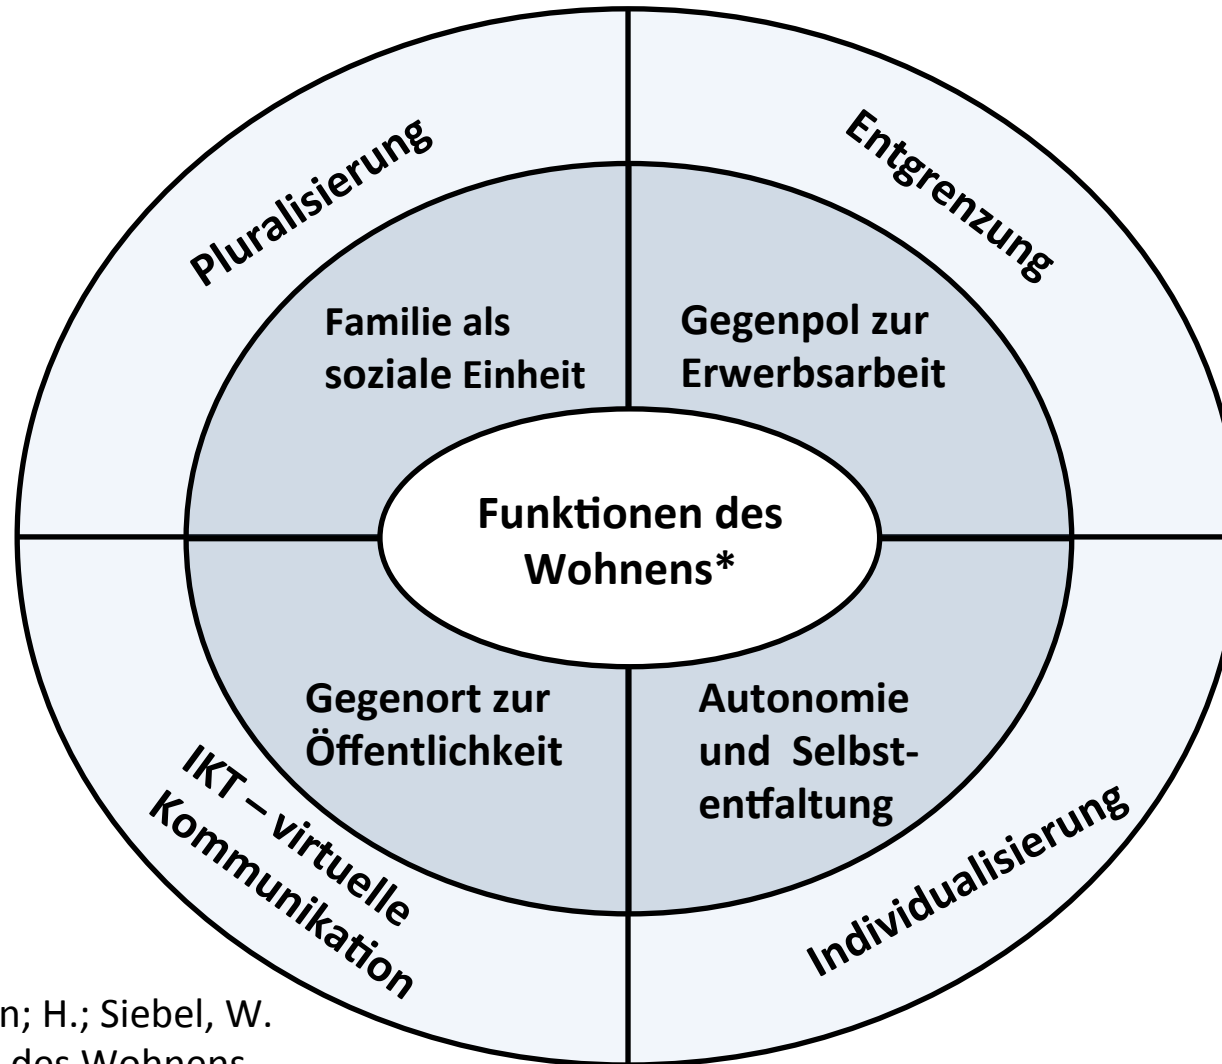 Pluralisierung
Entgrenzung
Familie als
soziale Einheit
Gegenpol zur
Erwerbsarbeit
Funktionen des
Wohnens*
Gegenort zur
Öffentlichkeit
Autonomie
und Selbst-
entfaltung
IKT – virtuelle
Kommunikation
Individualisierung
n; H.; Siebel, W.
des Wohnens